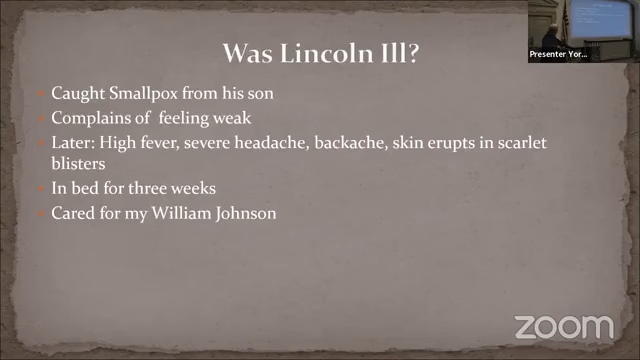 Was Lincoln Ill?
Caught Smallpox from his son
Complains of feeling weak
Later: High fever, severe headache, backache, skin erupts in scarlet
blisters
In bed for three weeks
Cared for my William Johnson
Presenter Yor...
zoom